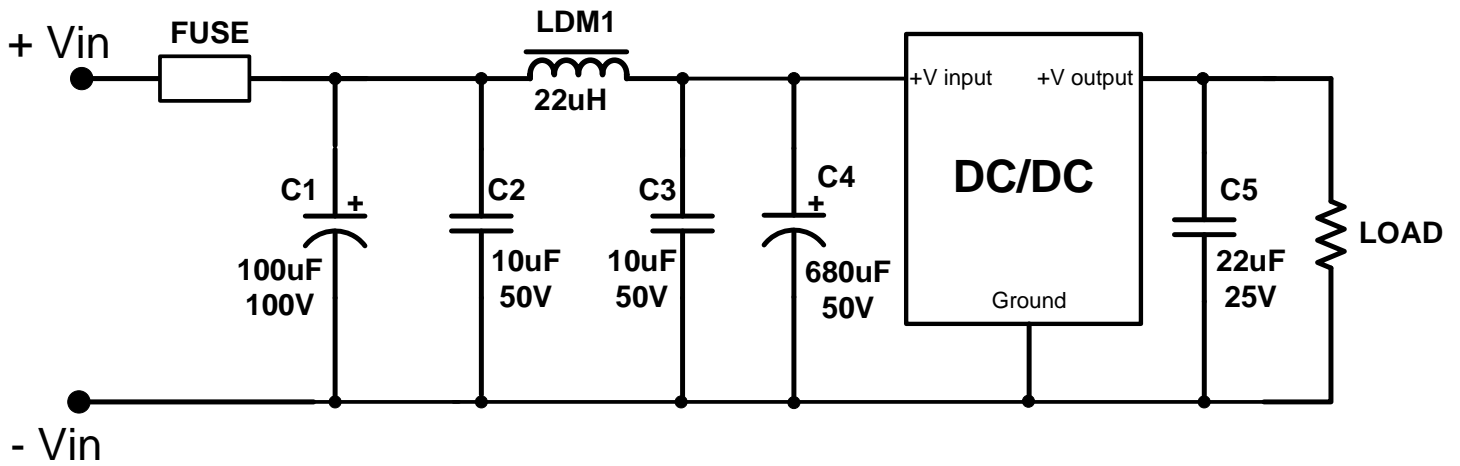 + Vin
FUSE
LDM1
22uH
+V input
+V output
DC/DC
Ground
C1
+
100uF
100V
C2
10uF
50V
C3
10uF
50V
C4
+
680uF
50V
C5
22uF
25V
LOAD
- Vin